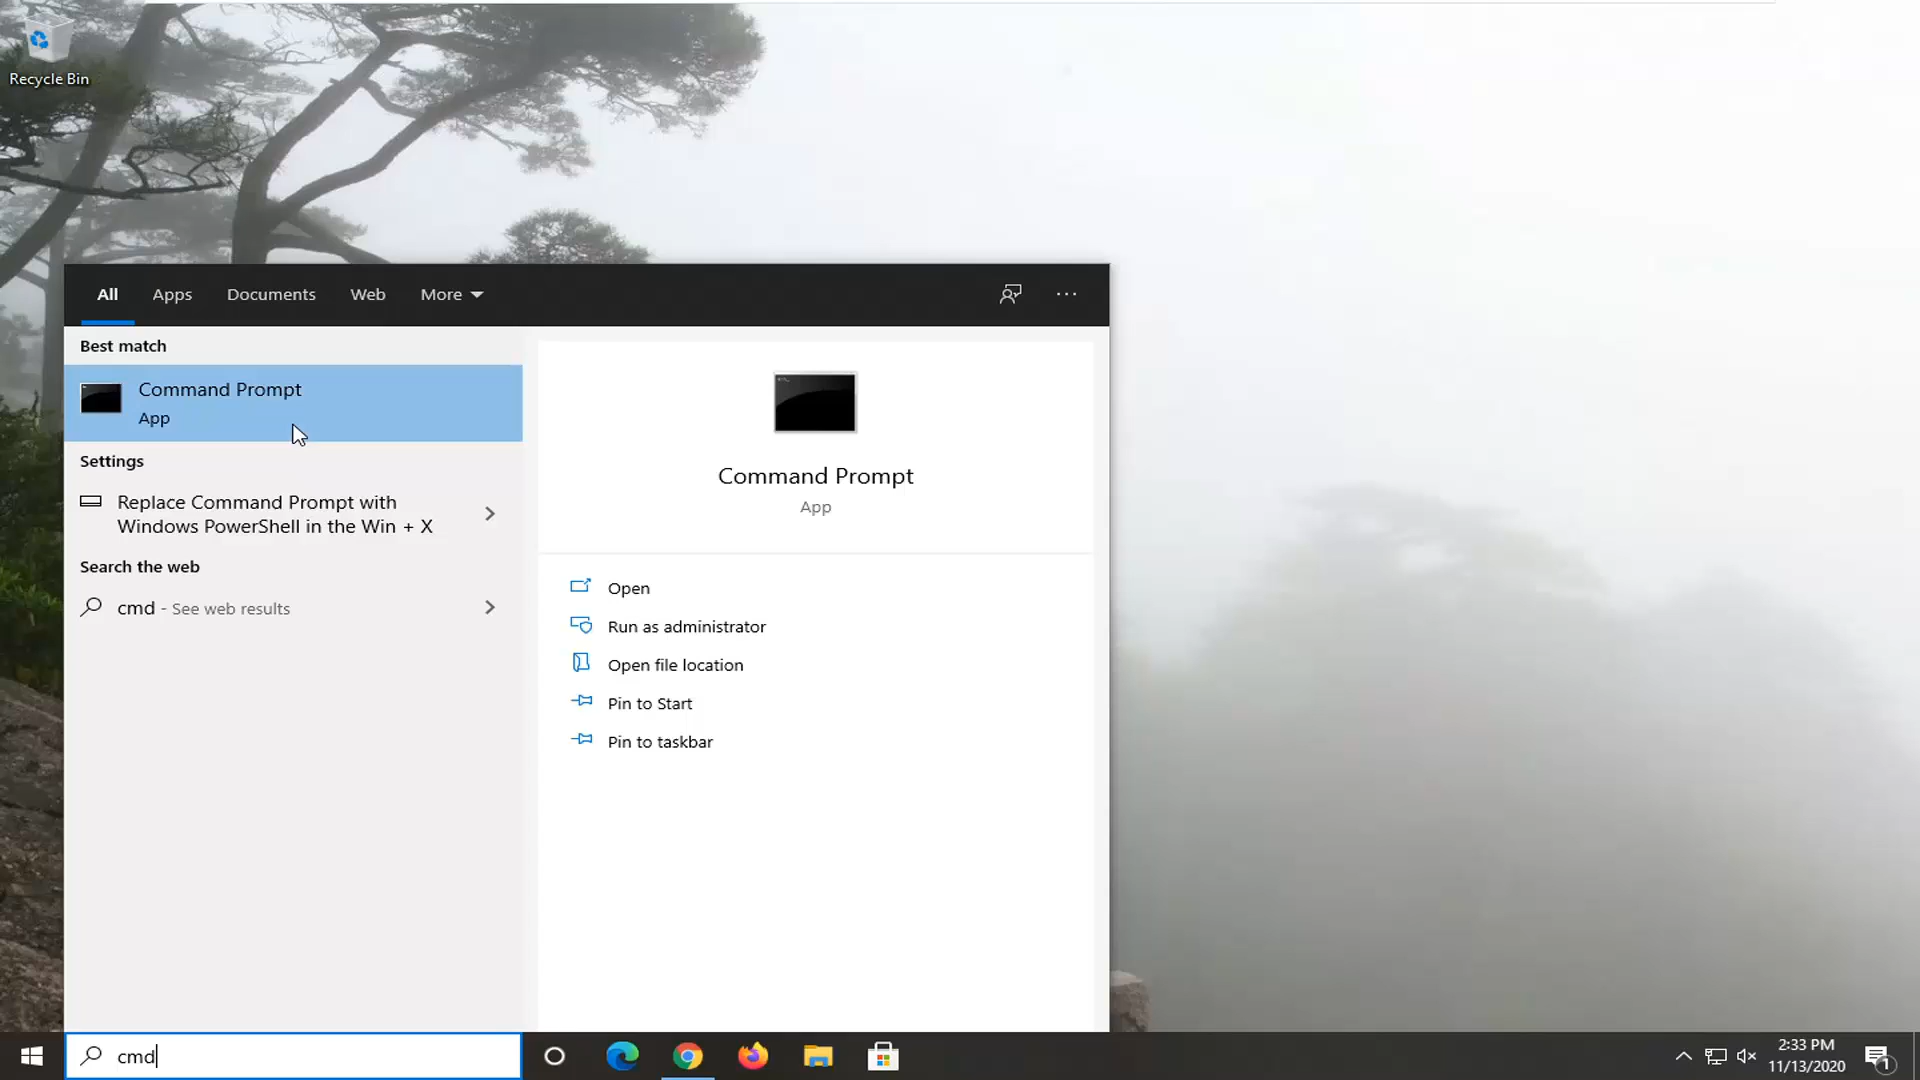 Recycle Bin
All Apps Documents Web More
Best match
Command Prompt
App
Settings
Replace Command Prompt with
Windows PowerShell in the Win + X
Search the web
cmd - See web results
Command Prompt
App
Open
Run as administrator
Open file location
Pin to Start
Pin to taskbar
cmd
2:33 PM
11/13/2020
1